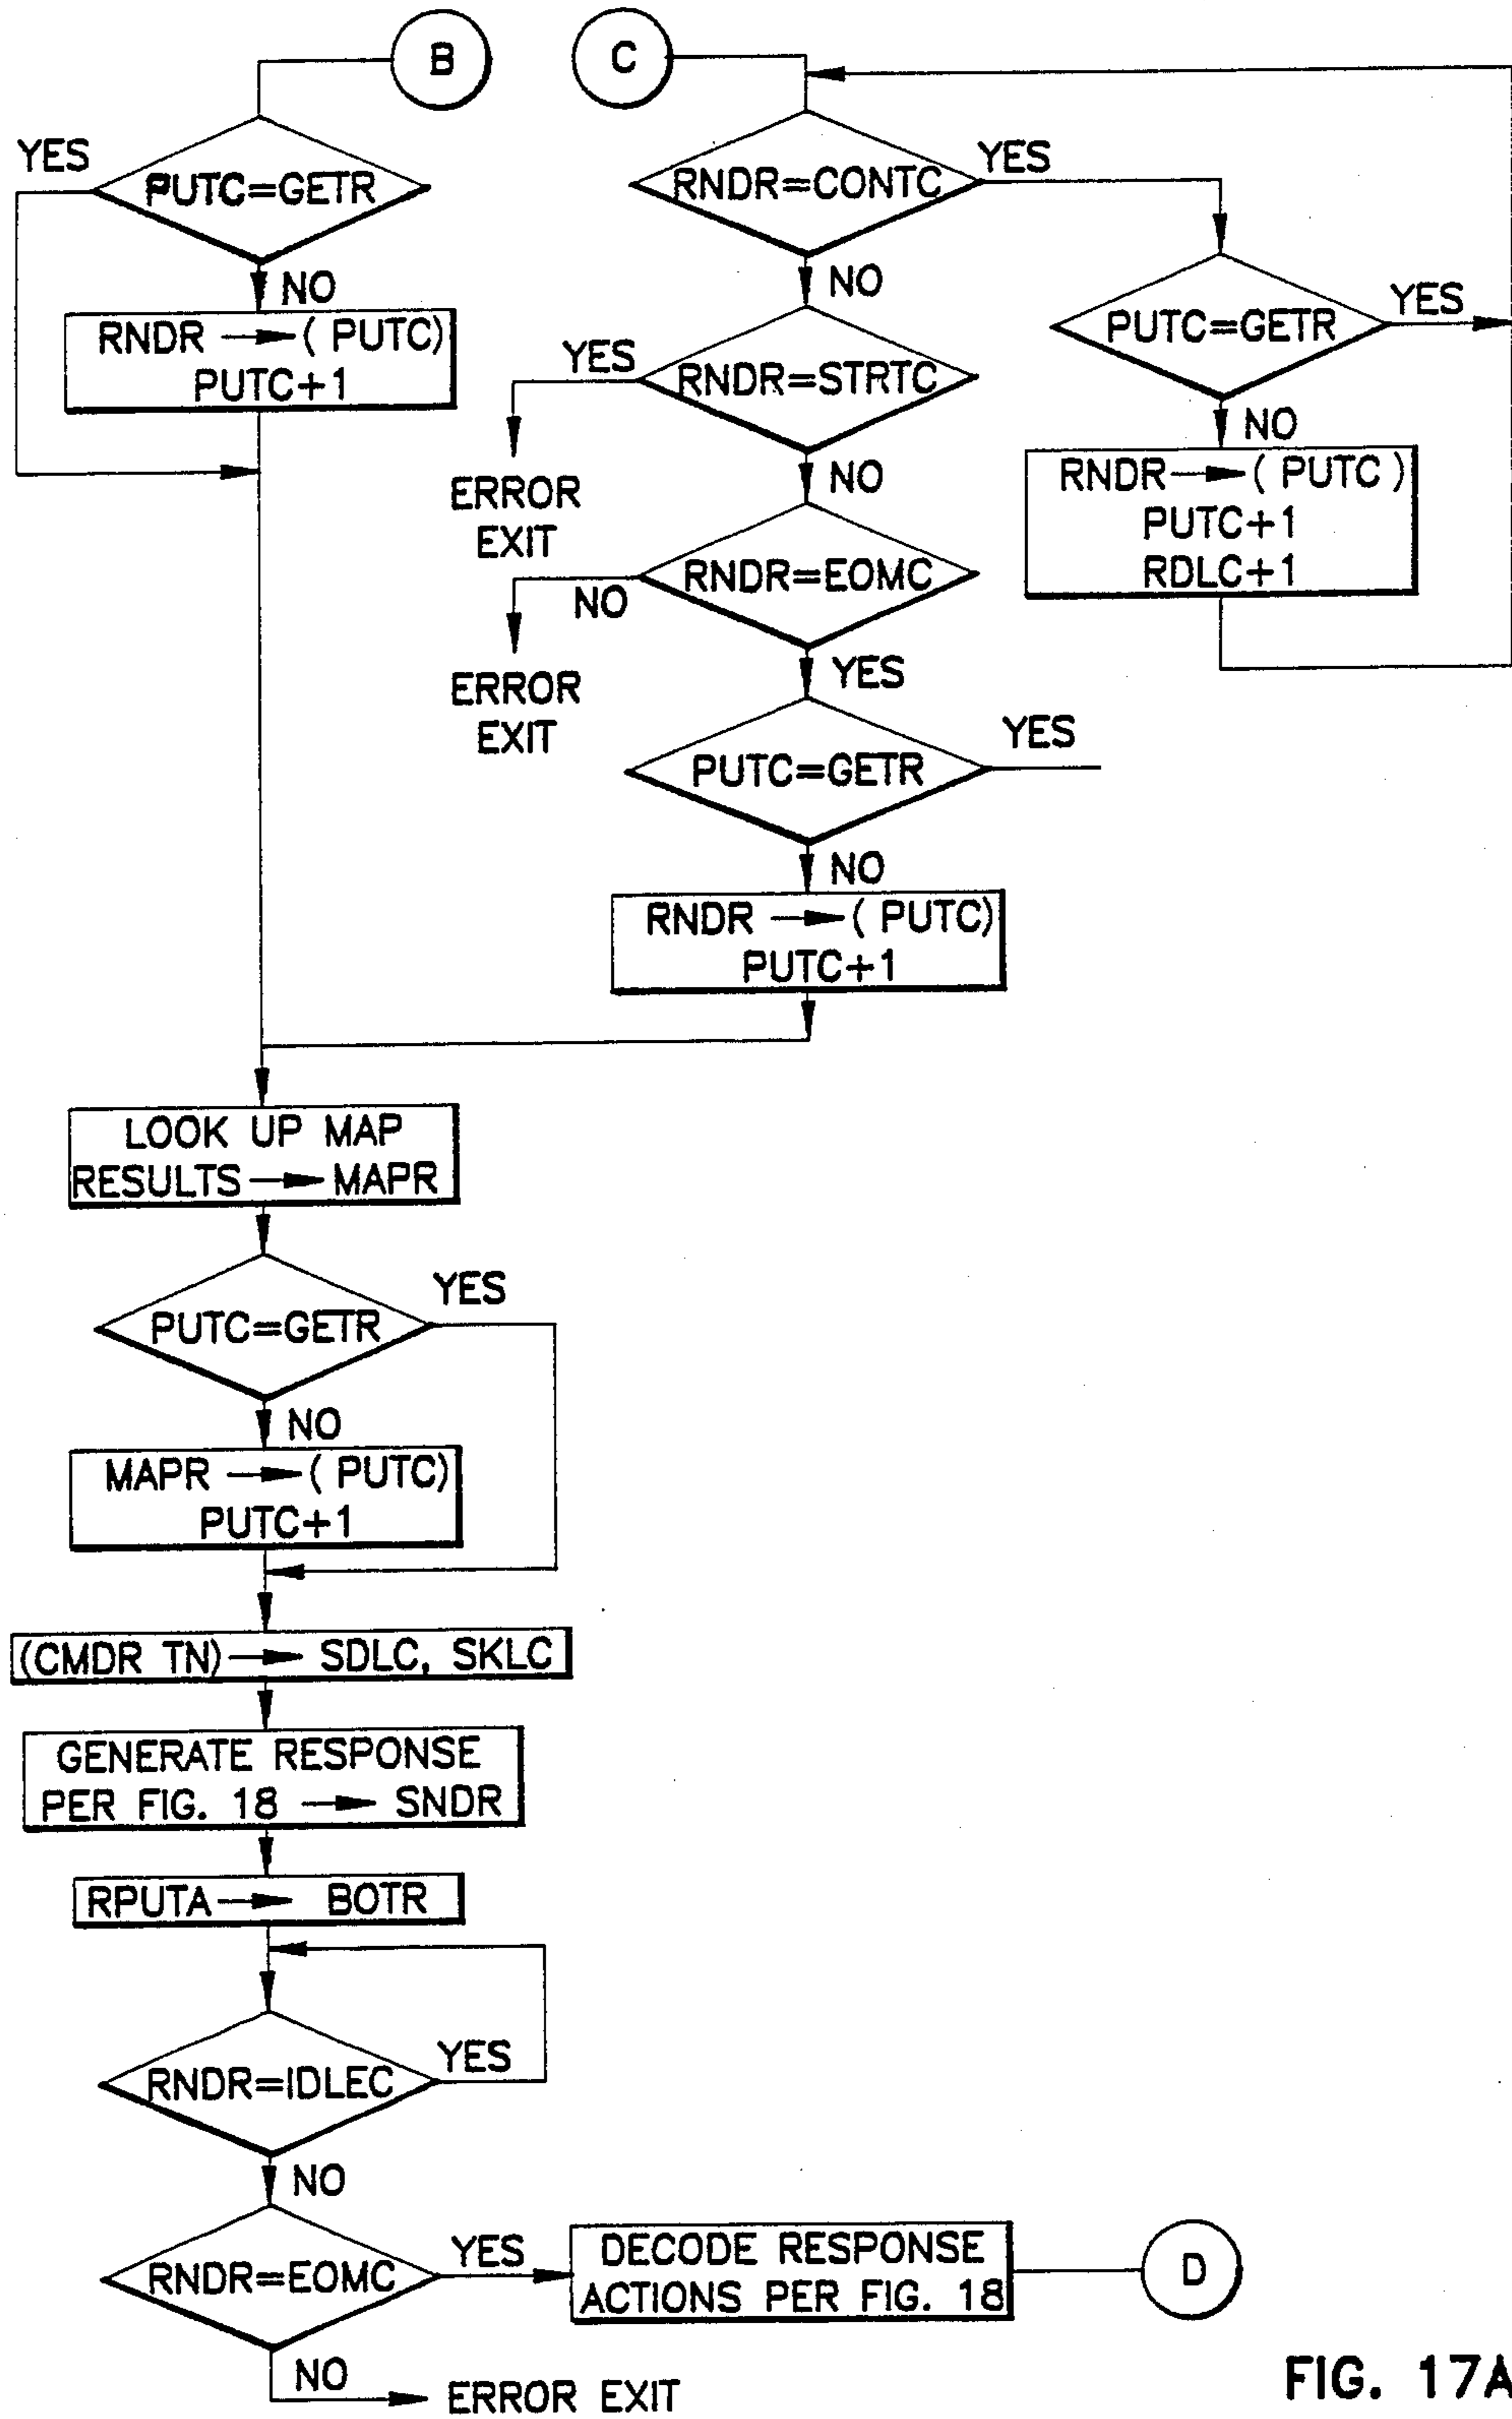 B
C
YES
PUTC=GETR
NO
RNDR → ( PUTC)
PUTC+1
RNDR=CONTC
YES
NO
PUTC=GETR
YES
NO
RNDR → ( PUTC )
PUTC+1
RDLC+1
YES
RNDR=STRTC
ERROR
EXIT
NO
RNDR=EOMC
NO
ERROR
EXIT
YES
PUTC=GETR
YES
NO
RNDR → ( PUTC)
PUTC+1
LOOK UP MAP
RESULTS → MAPR
PUTC=GETR
YES
NO
MAPR → ( PUTC)
PUTC+1
(CMDR TN) → SDLC, SKLC
GENERATE RESPONSE
PER FIG. 18 → SNDR
RPUTA → BOTR
RNDR=IDLEC
YES
NO
RNDR=EOMC
YES
DECODE RESPONSE
ACTIONS PER FIG. 18
D
NO
ERROR EXIT
FIG. 17A